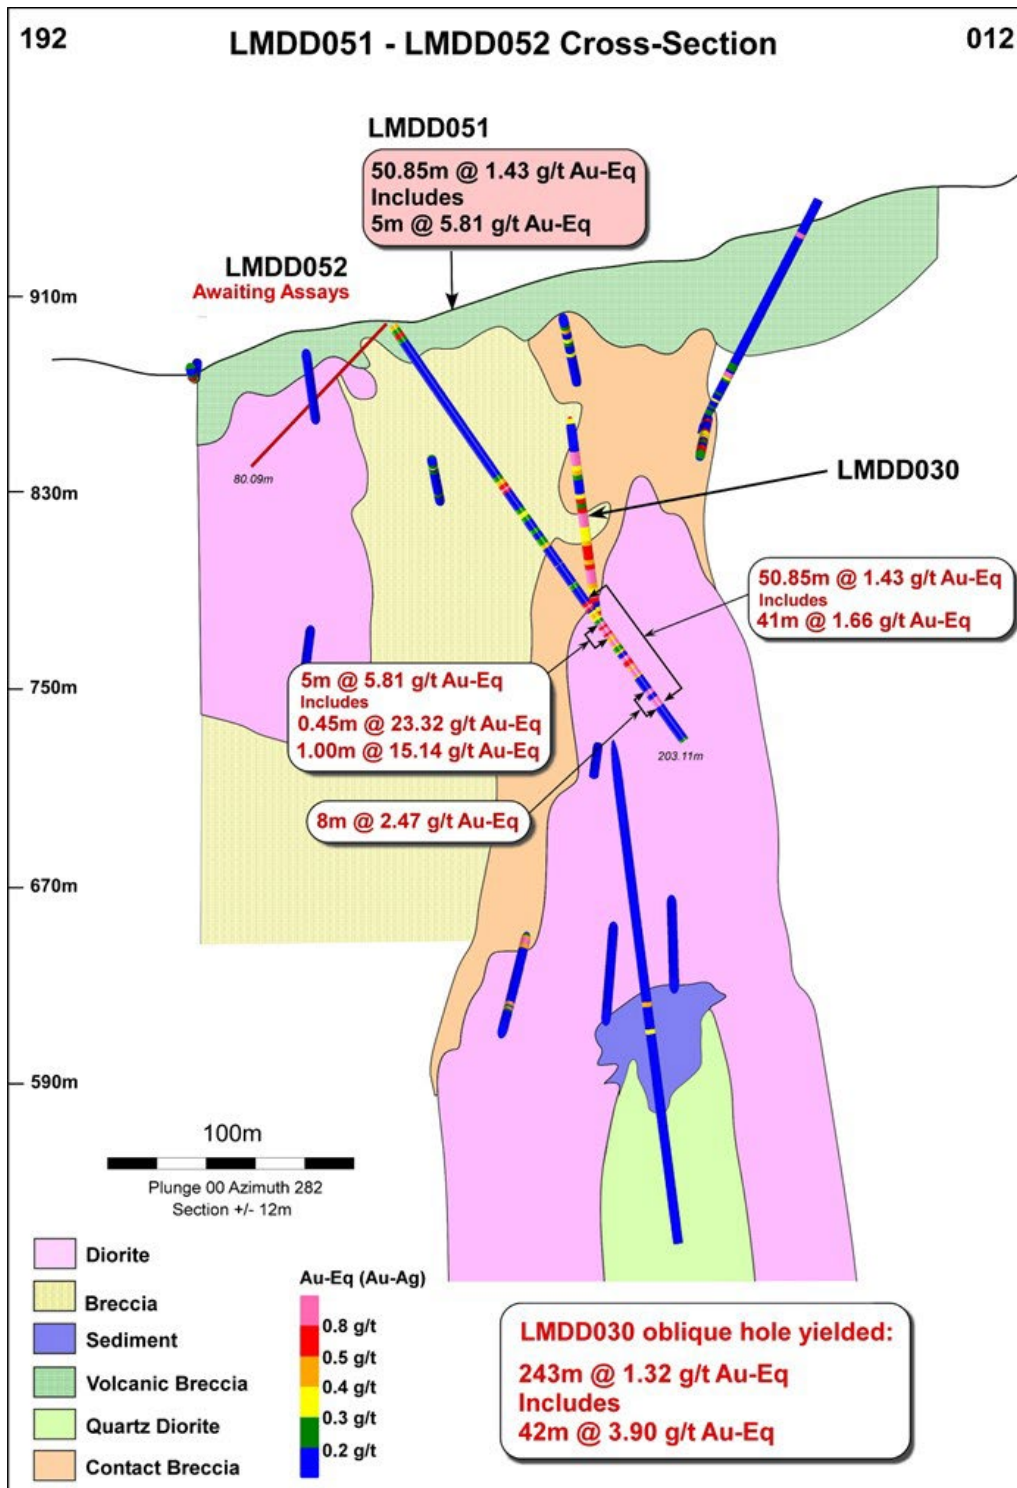 192
LMDD051 - LMDD052 Cross-Section
012
LMDD051
50.85m @ 1.43 g/t Au-Eq
Includes
5m @ 5.81 g/t Au-Eq
LMDD052
Awaiting Assays
910m
80.09m
830m
LMDD030
50.85m @ 1.43 g/t Au-Eq
Includes
41m @ 1.66 g/t Au-Eq
5m @ 5.81 g/t Au-Eq
Includes
0.45m @ 23.32 g/t Au-Eq
1.00m @ 15.14 g/t Au-Eq
750m
203.11m
8m @ 2.47 g/t Au-Eq
670m
590m
100m
Plunge 00 Azimuth 282
Section +/- 12m
Diorite
Breccia
Sediment
Volcanic Breccia
Quartz Diorite
Contact Breccia
Au-Eq (Au-Ag)
0.8 g/t
0.5 g/t
0.4 g/t
0.3 g/t
0.2 g/t
LMDD030 oblique hole yielded:
243m @ 1.32 g/t Au-Eq
Includes
42m @ 3.90 g/t Au-Eq